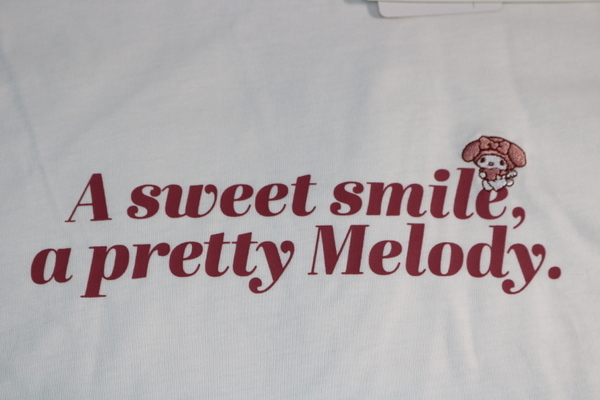 A sweet smile,
a pretty Melody.